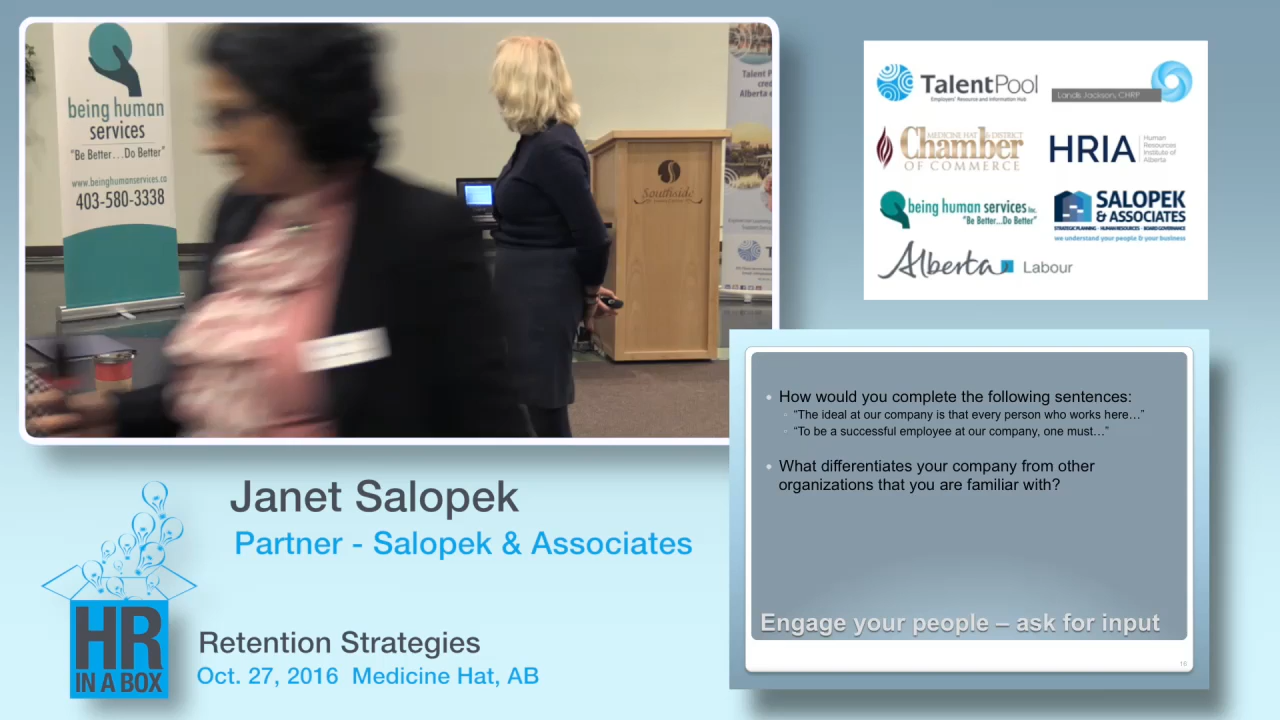 being human
services
"Be Better...Do Better"
www.beinghumanservices.ca
403-580-3338
Southside
Talent P
cre
Alberta e
TalentPool
Employers' Resource and Information Hub
Landis Jackson, CHRP
MEDICINE HAT & DISTRICT
Chamber
OF COMMERCE
HRIA
Human
Resources
Institute of
Alberta
being human services Inc.
"Be Better...Do Better"
SALOPEK
& ASSOCIATES
STRATEGIC PLANNING - HUMAN RESOURCES - BOARD GOVERNANCE
we understand your people & your business
Alberta Labour
• How would you complete the following sentences:
◦ “The ideal at our company is that every person who works here…”
◦ “To be a successful employee at our company, one must…”
• What differentiates your company from other
organizations that you are familiar with?
Engage your people – ask for input
Janet Salopek
Partner - Salopek & Associates
HR
IN A BOX
Retention Strategies
Oct. 27, 2016 Medicine Hat, AB